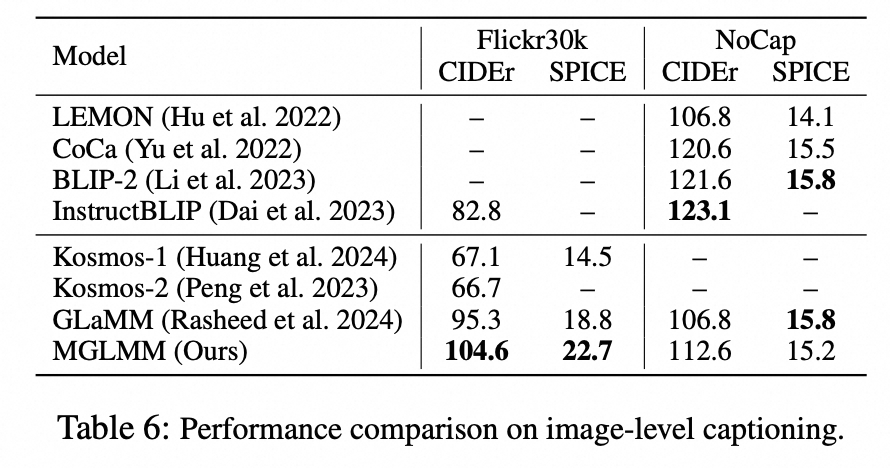 Model Flickr30k NoCap
CIDEr SPICE CIDEr SPICE
LEMON (Hu et al. 2022) – – 106.8 14.1
CoCa (Yu et al. 2022) – – 120.6 15.5
BLIP-2 (Li et al. 2023) – – 121.6 15.8
InstructBLIP (Dai et al. 2023) 82.8 – 123.1 –
Kosmos-1 (Huang et al. 2024) 67.1 14.5 – –
Kosmos-2 (Peng et al. 2023) 66.7 – – –
GLaMM (Rasheed et al. 2024) 95.3 18.8 106.8 15.8
MGLMM (Ours) 104.6 22.7 112.6 15.2
Table 6: Performance comparison on image-level captioning.